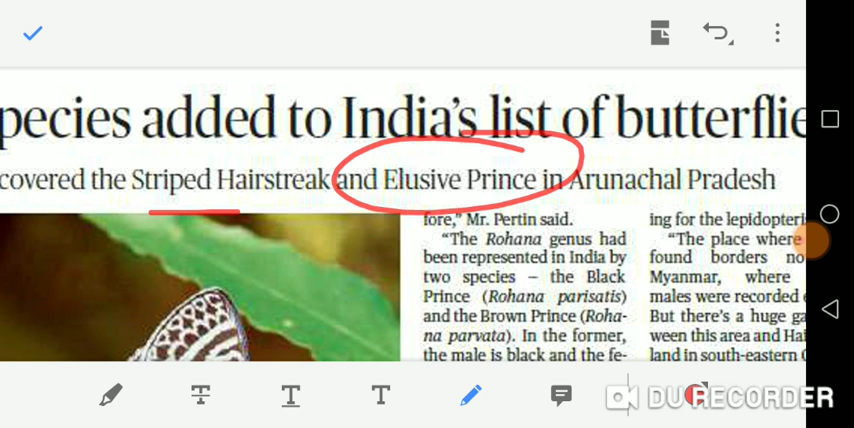 pecies added to India's list of butterflie
covered the Striped Hairstreak and Elusive Prince in Arunachal Pradesh
fore," Mr. Pertin said.
"The Rohana genus had
been represented in India by
two species – the Black
Prince (Rohana parisatis)
and the Brown Prince (Roha-
na parvata). In the former,
the male is black and the fe-
ing for the lepidopteri
"The place where
found borders no
Myanmar, where
males were recorded
But there's a huge ga
ween this area and Hai
land in south-eastern
T T T
DU RECORDER